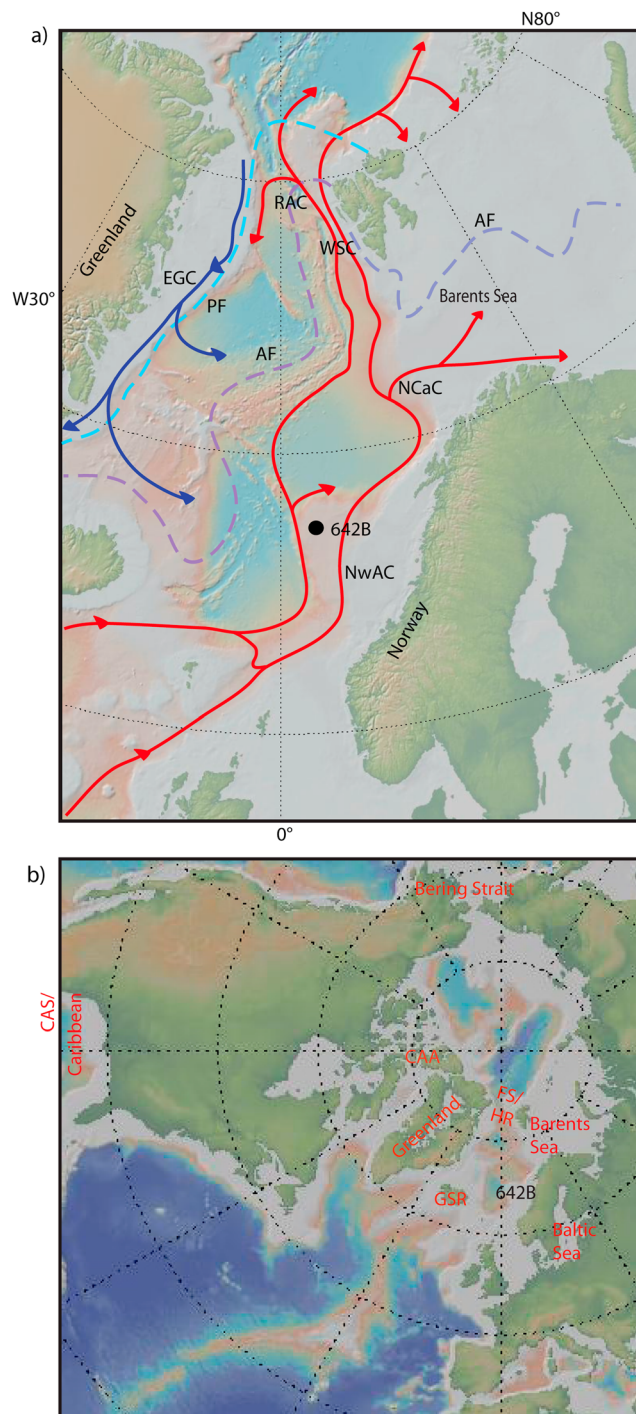 N80°
a)
RAC
Greenland
WSC
AF
EGC
W30°
PF
Barents Sea
AF
NCaC
642B
NwAC
Norway
0°
b)
Bering Strait
CAS/
Caribbean
CAA
FS/
HR
Greenland
Barents
Sea
642B
GSR
Baltic
Sea